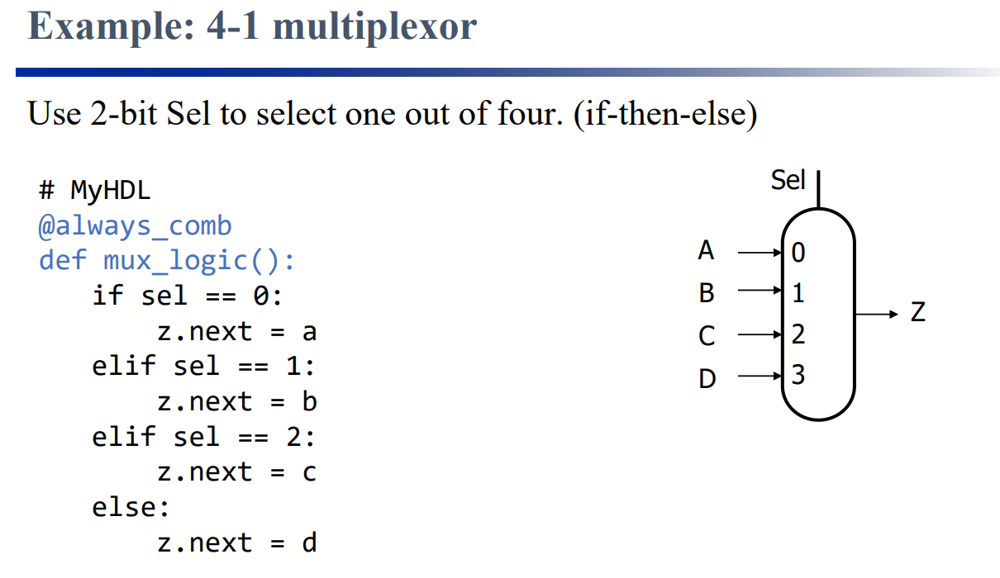 Example: 4-1 multiplexor
Use 2-bit Sel to select one out of four. (if-then-else)
# MyHDL
@always_comb
def mux_logic():
    if sel == 0:
        z.next = a
    elif sel == 1:
        z.next = b
    elif sel == 2:
        z.next = c
    else:
        z.next = d
Sel
A 0
B 1
C 2
D 3
Z